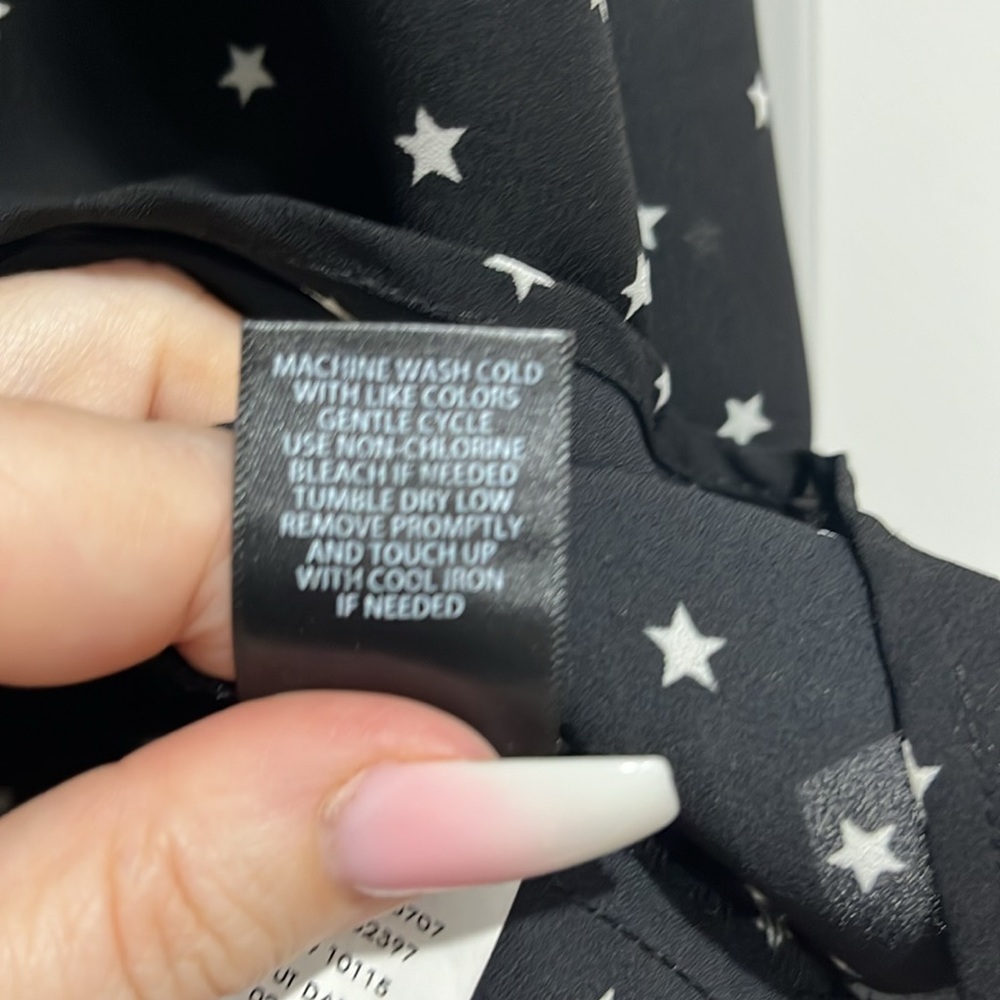 MACHINE WASH COLD
WITH LIKE COLORS
GENTLE CYCLE
USE NON-CHLORINE
BLEACH IF NEEDED
TUMBLE DRY LOW
REMOVE PROMPTLY
AND TOUCH UP
WITH COOL IRON
IF NEEDED
10115